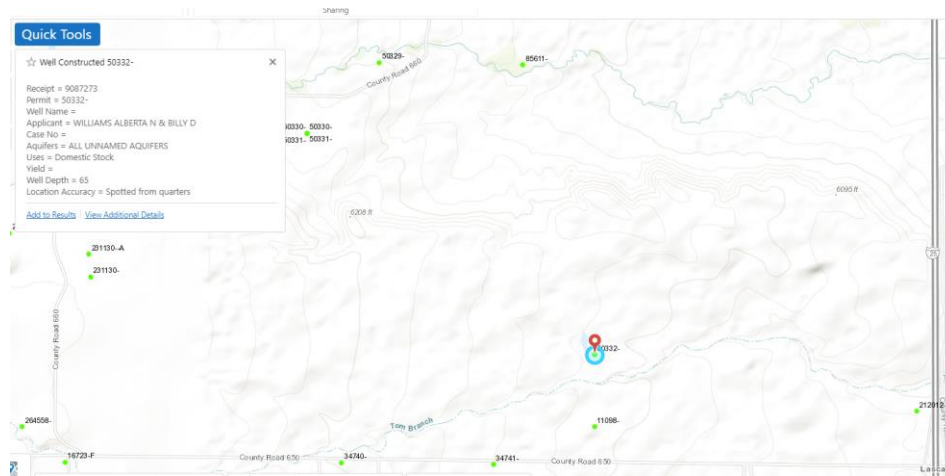 Sharing
Quick Tools
Well Constructed 50332-
Receipt = 9087273
Permit = 50332-
Well Name =
Applicant = WILLIAMS ALBERTA N & BILLY D
Case No =
Aquifers = ALL UNNAMED AQUIFERS
Uses = Domestic Stock
Yield =
Well Depth = 65
Location Accuracy = Spotted from quarters
Add to Results
View Additional Details
50329-
85611-
County Road 660
50330- 50330-
50331- 50331-
6095 ft
6208 ft
231130--A
231130-
25
County Road 660
50332-
212012-
264558-
Tom Branch
11098-
16723-F
County Road 650
34740-
34741-
County Road 650